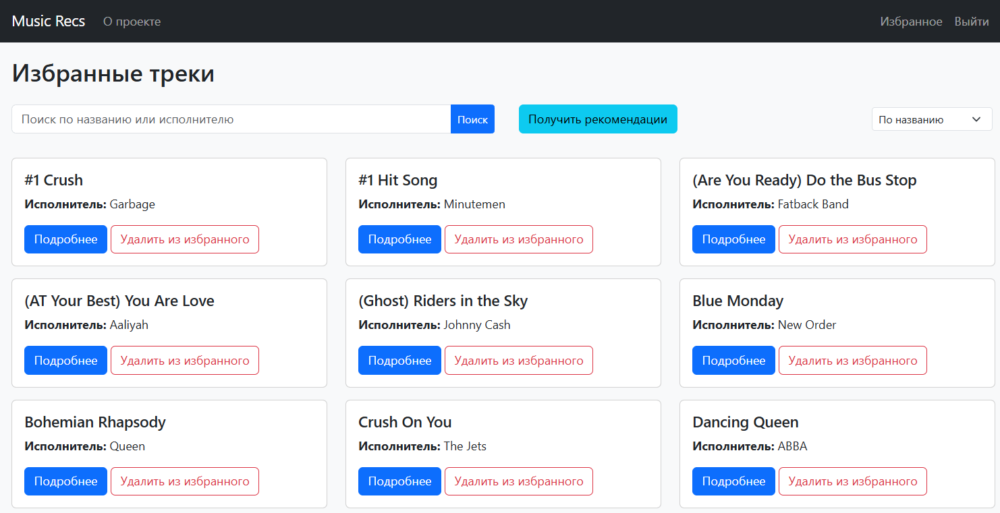 Music Recs О проекте Избранное Выйти
Избранные треки
Поиск по названию или исполнителю Поиск Получить рекомендации По названию
#1 Crush
Исполнитель: Garbage
Подробнее Удалить из избранного
#1 Hit Song
Исполнитель: Minutemen
Подробнее Удалить из избранного
(Are You Ready) Do the Bus Stop
Исполнитель: Fatback Band
Подробнее Удалить из избранного
(AT Your Best) You Are Love
Исполнитель: Aaliyah
Подробнее Удалить из избранного
(Ghost) Riders in the Sky
Исполнитель: Johnny Cash
Подробнее Удалить из избранного
Blue Monday
Исполнитель: New Order
Подробнее Удалить из избранного
Bohemian Rhapsody
Исполнитель: Queen
Подробнее Удалить из избранного
Crush On You
Исполнитель: The Jets
Подробнее Удалить из избранного
Dancing Queen
Исполнитель: ABBA
Подробнее Удалить из избранного